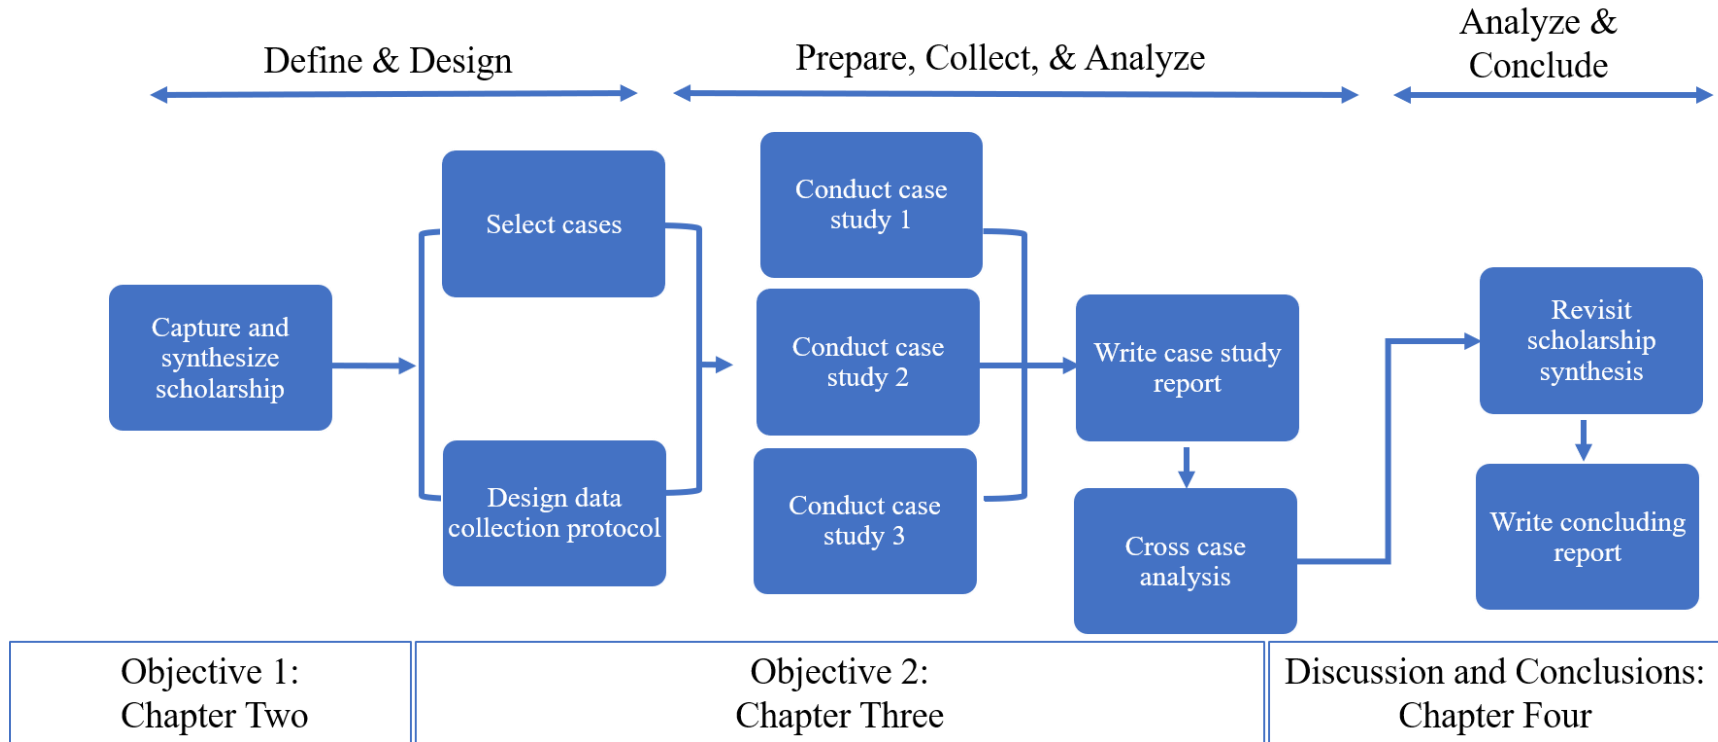 Define & Design
Prepare, Collect, & Analyze
Analyze &
Conclude
Capture and
synthesize
scholarship
Select cases
Design data
collection protocol
Conduct case
study 1
Conduct case
study 2
Conduct case
study 3
Write case study
report
Cross case
analysis
Revisit
scholarship
synthesis
Write concluding
report
Objective 1:
Chapter Two
Objective 2:
Chapter Three
Discussion and Conclusions:
Chapter Four